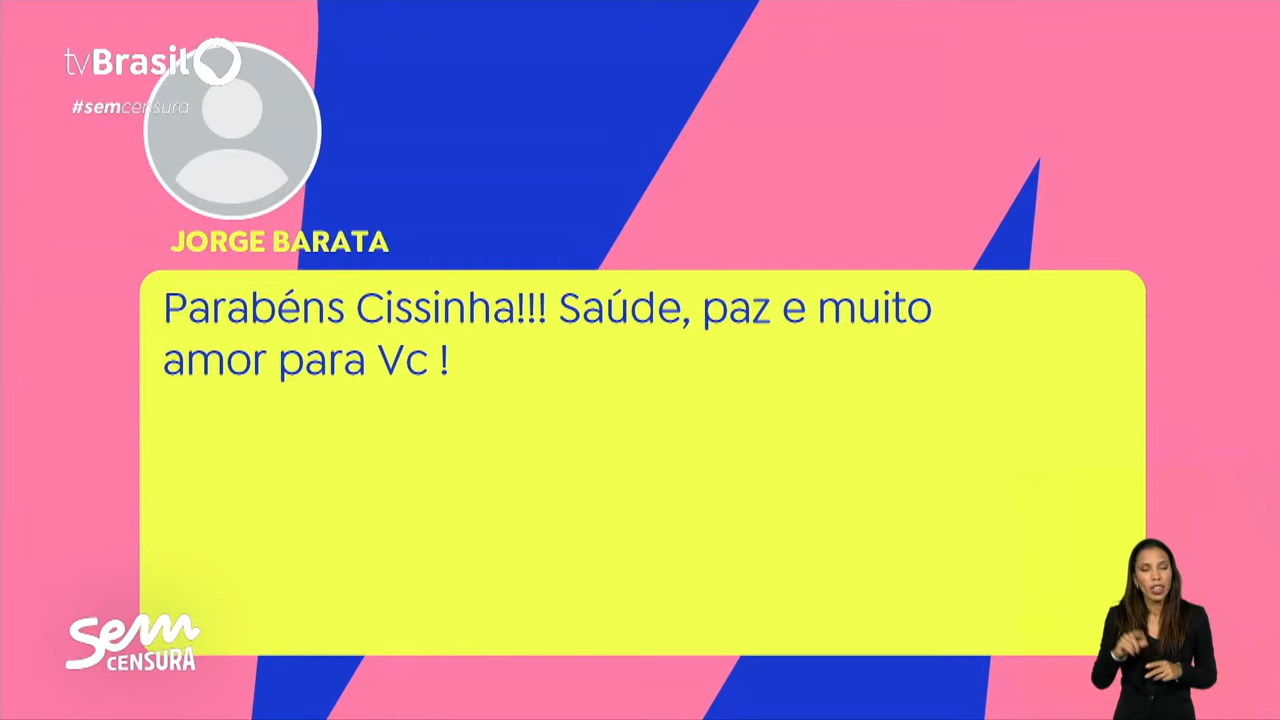 tvBrasil
#semcensura
JORGE BARATA
Parabéns Cissinha!!! Saúde, paz e muito
amor para Vc !
Sem
CENSURA